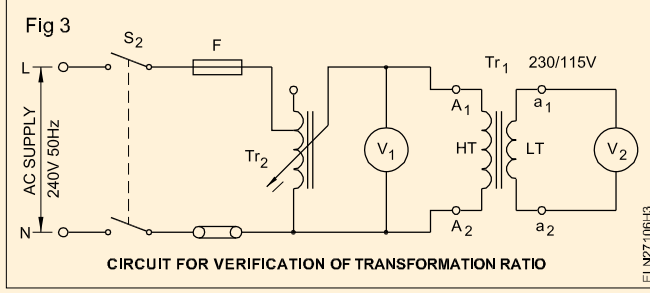 Fig 3
S2
F
L
AC SUPPLY
240V 50Hz
N
Tr2
V1
A1
A2
HT
Tr1 230/115V
LT
a1
a2
V2
CIRCUIT FOR VERIFICATION OF TRANSFORMATION RATIO
ELN27106H3